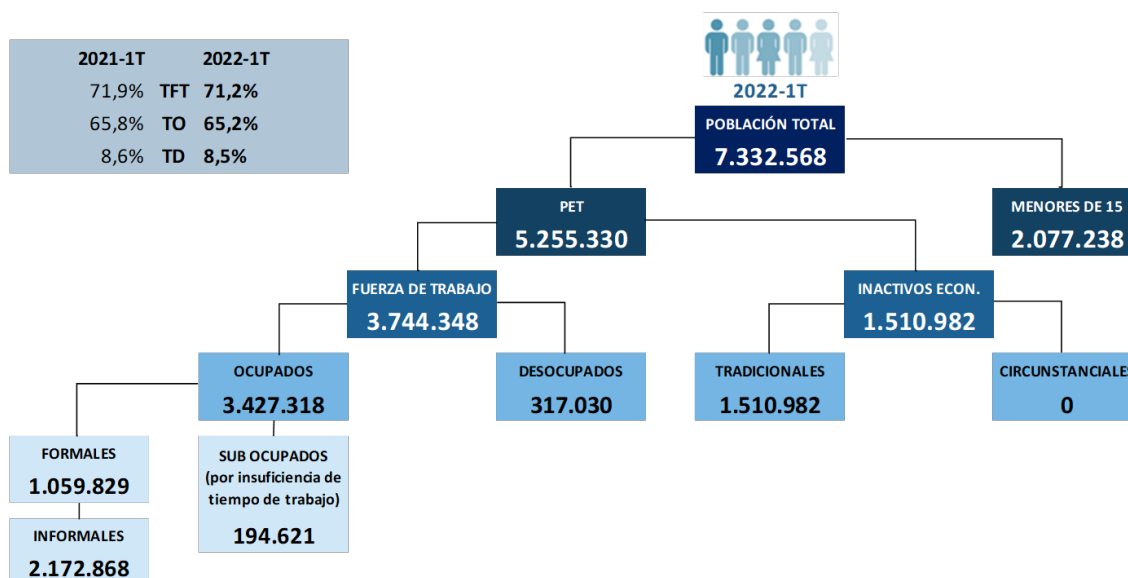 2021-1T 2022-1T
71,9% TFT 71,2%
65,8% TO 65,2%
8,6% TD 8,5%
2022-1T
POBLACIÓN TOTAL
7.332.568
PET
5.255.330
MENORES DE 15
2.077.238
FUERZA DE TRABAJO
3.744.348
INACTIVOS ECON.
1.510.982
OCUPADOS
3.427.318
DESOCUPADOS
317.030
TRADICIONALES
1.510.982
CIRCUNSTANCIALES
0
FORMALES
1.059.829
SUB OCUPADOS
(por insuficiencia de
tiempo de trabajo)
194.621
INFORMALES
2.172.868